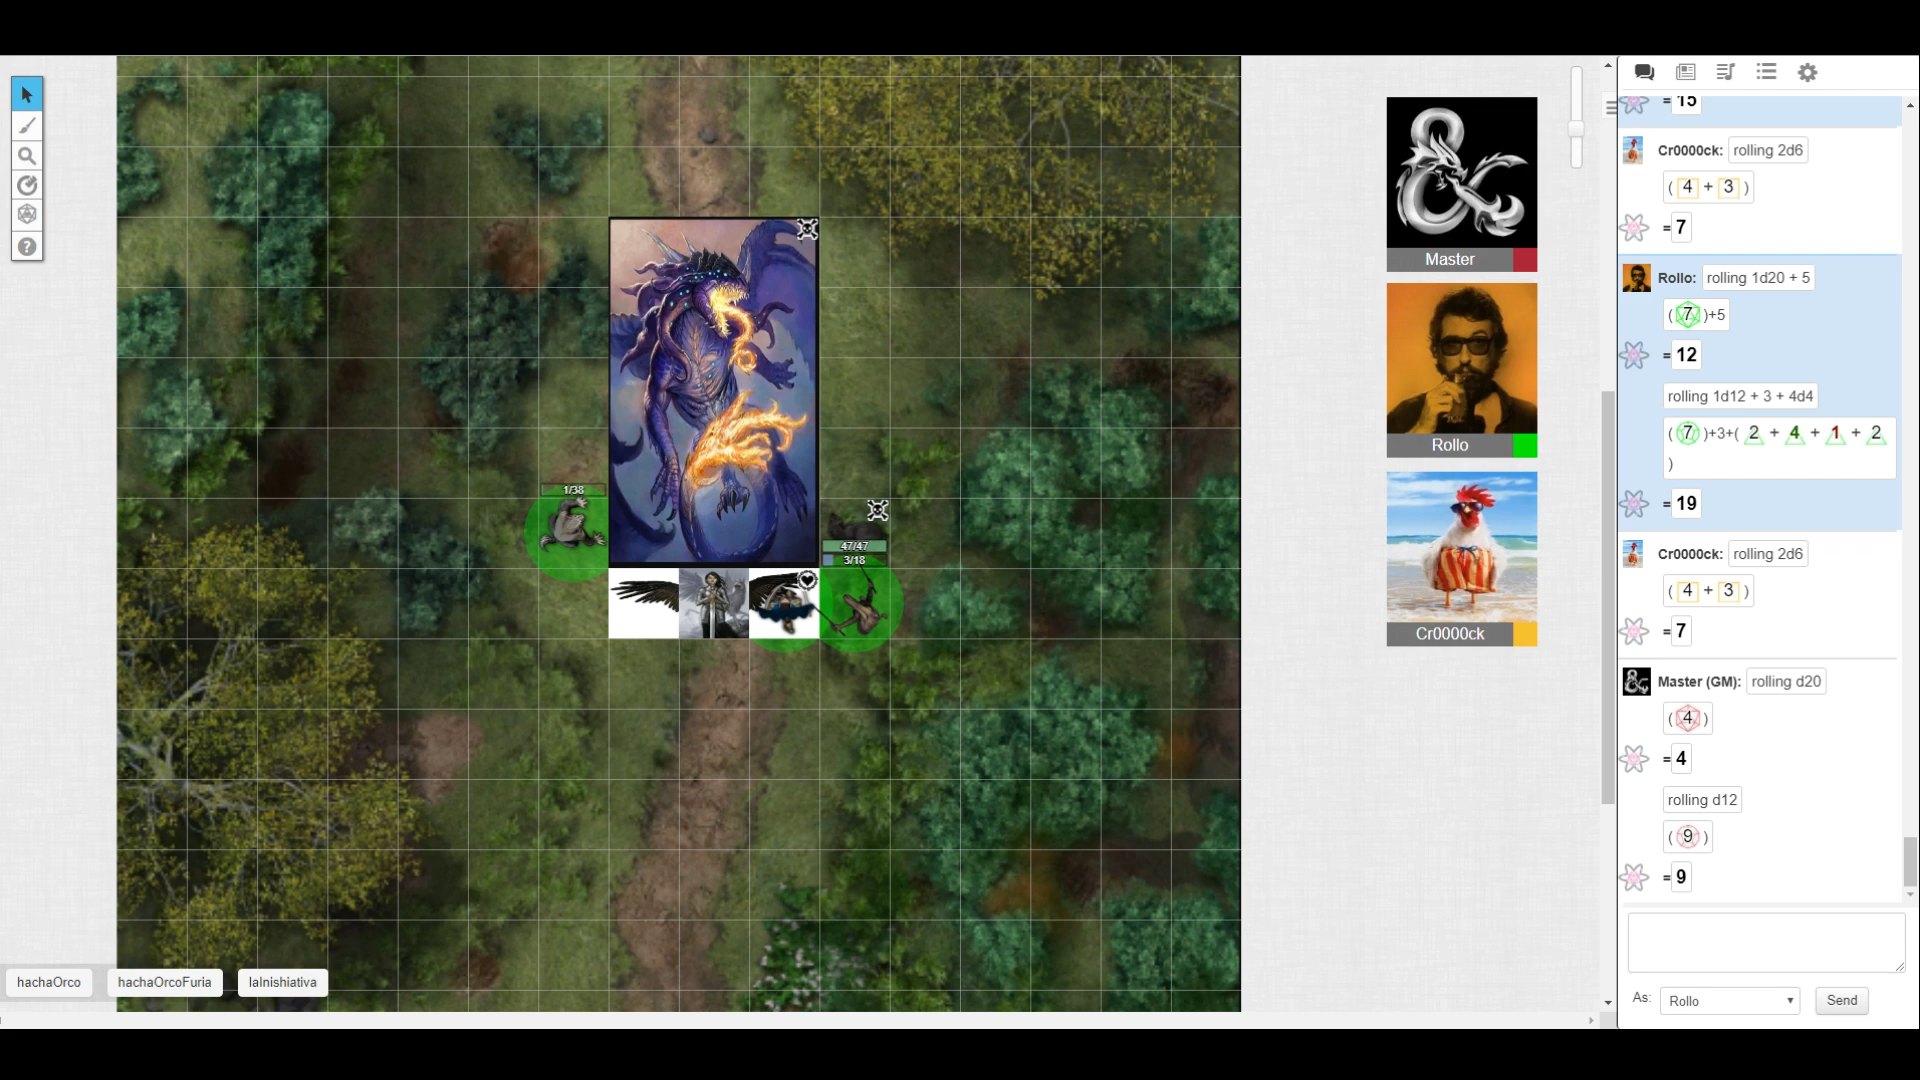 1/38
47/47
3/18
hachaOrco
hachaOrcoFuria
laInishiativa
Master
Rollo
Cr0000ck
= 15
Cr0000ck: rolling 2d6
( 4 + 3 )
= 7
Rollo: rolling 1d20 + 5
( 7 )+5
= 12
rolling 1d12 + 3 + 4d4
( 7 )+3+( 2 + 4 + 1 + 2
)
= 19
Cr0000ck: rolling 2d6
( 4 + 3 )
= 7
Master (GM): rolling d20
( 4 )
= 4
rolling d12
( 9 )
= 9
As: Rollo Send